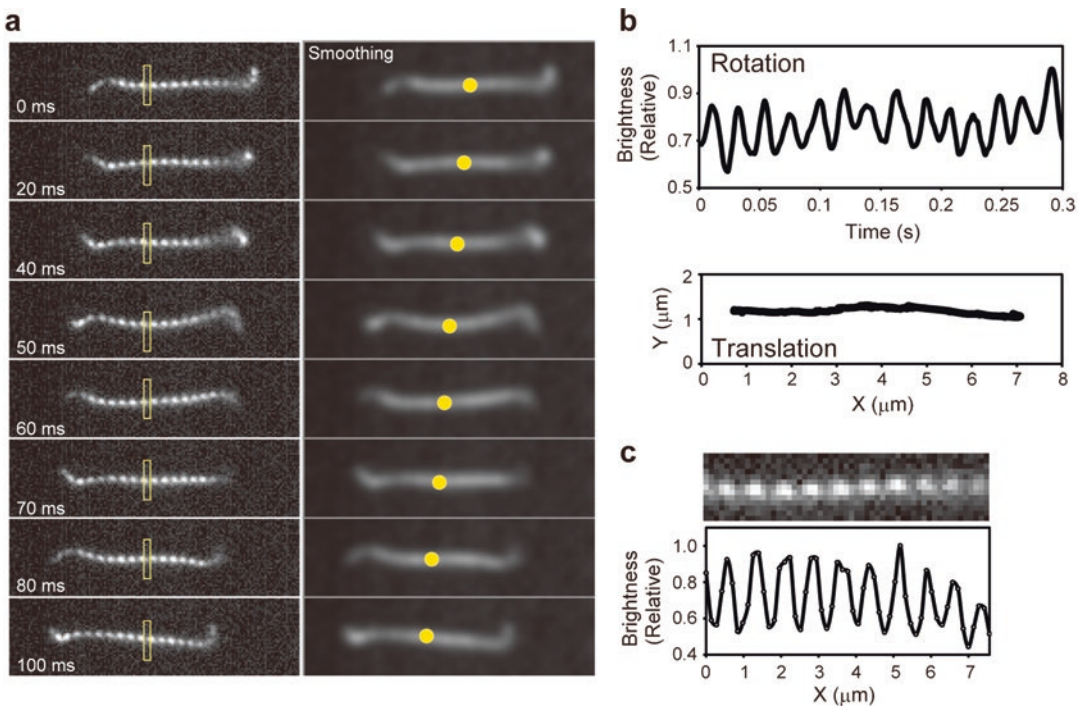 a
Smoothing
0 ms
20 ms
40 ms
50 ms
60 ms
70 ms
80 ms
100 ms
b
1.1
0.9
0.7
0.5
Brightness
(Relative)
Rotation
0 0.05 0.1 0.15 0.2 0.25 0.3
Time (s)
2
1
0
Y (μm)
Translation
0 1 2 3 4 5 6 7 8
X (μm)
c
1.0
0.8
0.6
0.4
Brightness
(Relative)
0 1 2 3 4 5 6 7
X (μm)